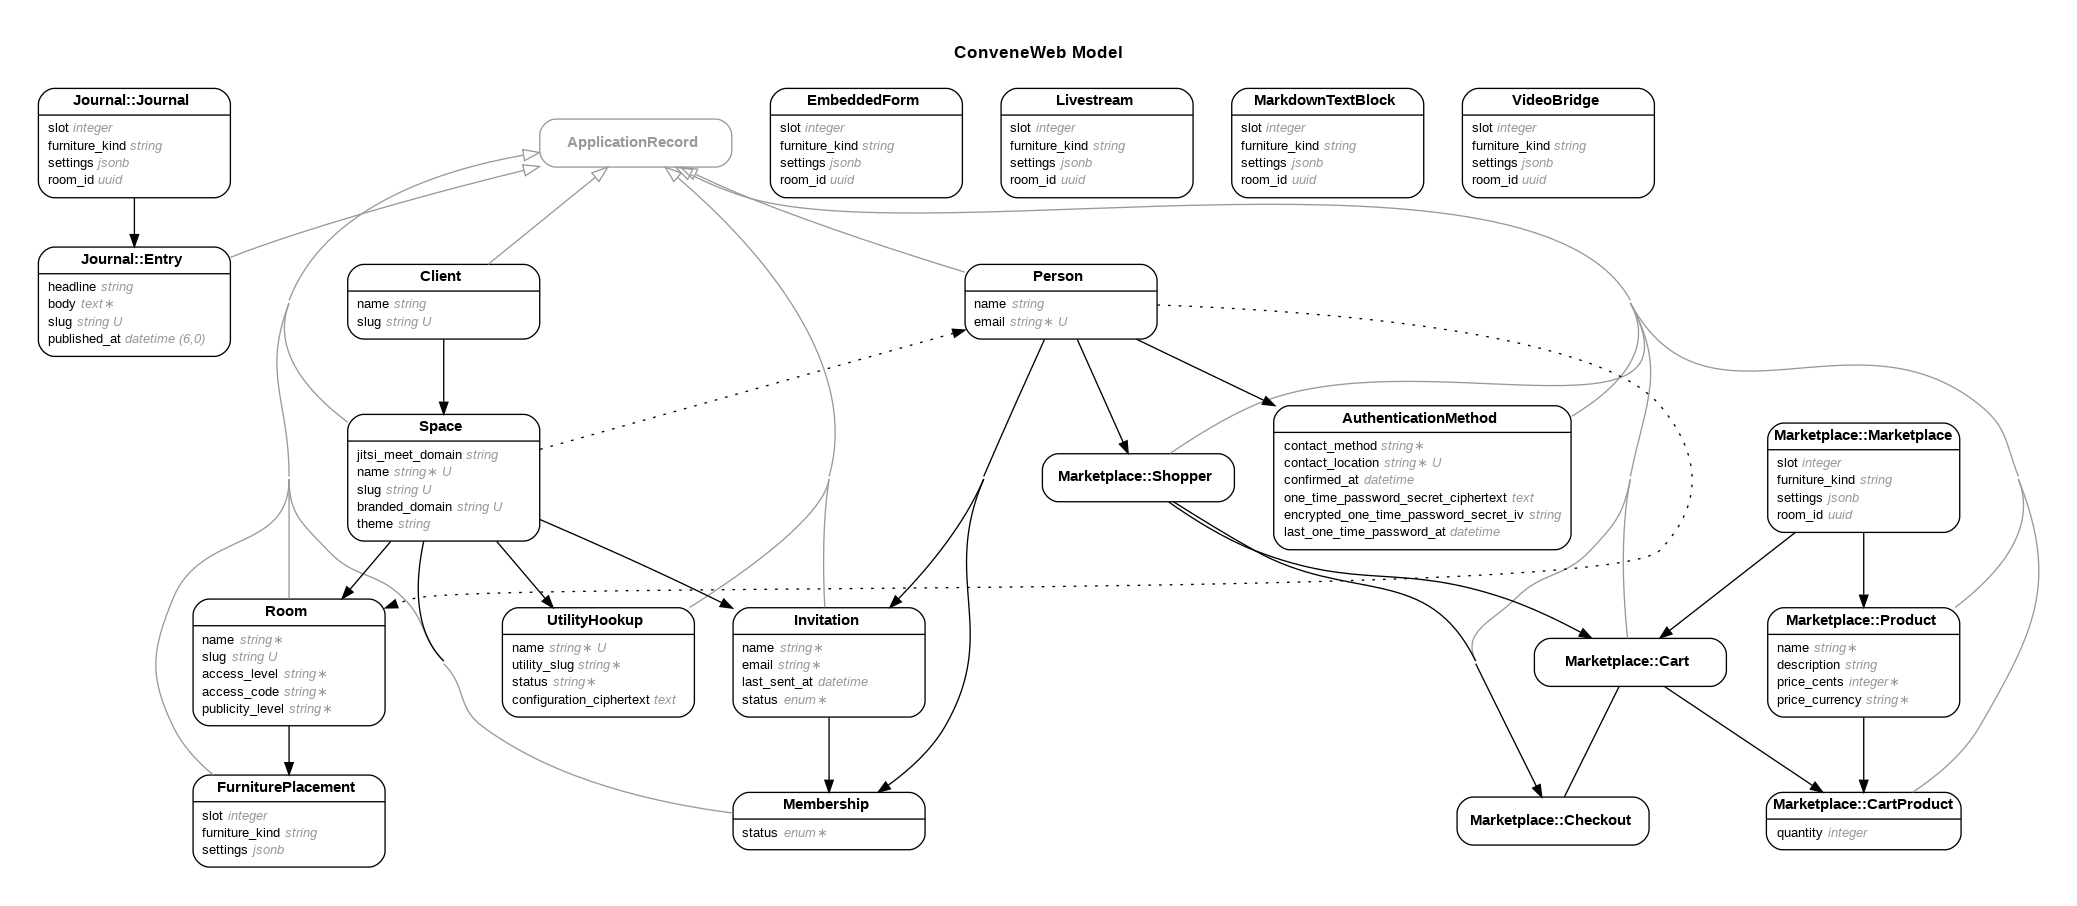 ConveneWeb Model
Journal::Journal
slot integer
furniture_kind string
settings jsonb
room_id uuid
ApplicationRecord
EmbeddedForm
slot integer
furniture_kind string
settings jsonb
room_id uuid
Livestream
slot integer
furniture_kind string
settings jsonb
room_id uuid
MarkdownTextBlock
slot integer
furniture_kind string
settings jsonb
room_id uuid
VideoBridge
slot integer
furniture_kind string
settings jsonb
room_id uuid
Journal::Entry
headline string
body text∗
slug string U
published_at datetime (6,0)
Client
name string
slug string U
Person
name string
email string∗ U
Space
jitsi_meet_domain string
name string∗ U
slug string U
branded_domain string U
theme string
Marketplace::Shopper
AuthenticationMethod
contact_method string∗
contact_location string∗ U
confirmed_at datetime
one_time_password_secret_ciphertext text
encrypted_one_time_password_secret_iv string
last_one_time_password_at datetime
Marketplace::Marketplace
slot integer
furniture_kind string
settings jsonb
room_id uuid
Room
name string∗
slug string U
access_level string∗
access_code string∗
publicity_level string∗
UtilityHookup
name string∗ U
utility_slug string∗
status string∗
configuration_ciphertext text
Invitation
name string∗
email string∗
last_sent_at datetime
status enum∗
Marketplace::Cart
Marketplace::Product
name string∗
description string
price_cents integer∗
price_currency string∗
FurniturePlacement
slot integer
furniture_kind string
settings jsonb
Membership
status enum∗
Marketplace::Checkout
Marketplace::CartProduct
quantity integer